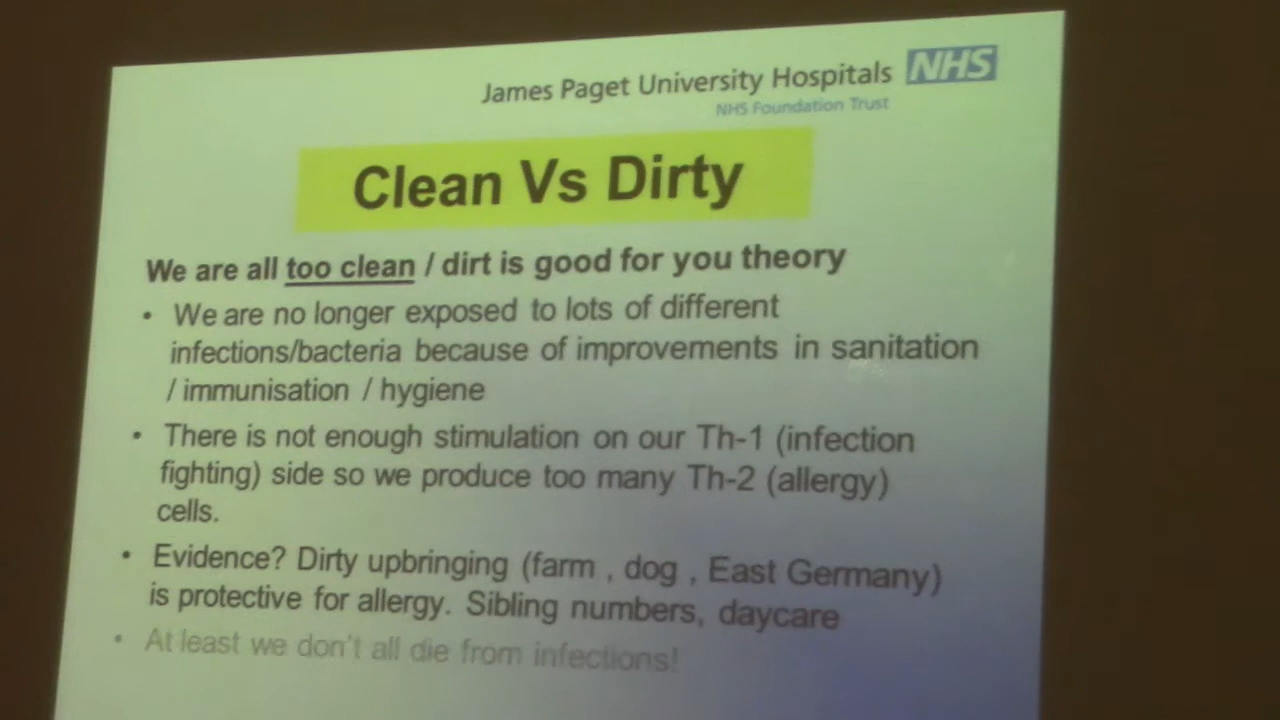 James Paget University Hospitals NHS
NHS Foundation Trust
Clean Vs Dirty
We are all too clean / dirt is good for you theory
• We are no longer exposed to lots of different
infections/bacteria because of improvements in sanitation
/ immunisation / hygiene
• There is not enough stimulation on our Th-1 (infection
fighting) side so we produce too many Th-2 (allergy)
cells.
• Evidence? Dirty upbringing (farm , dog , East Germany)
is protective for allergy. Sibling numbers, daycare
• At least we don't all die from infections!